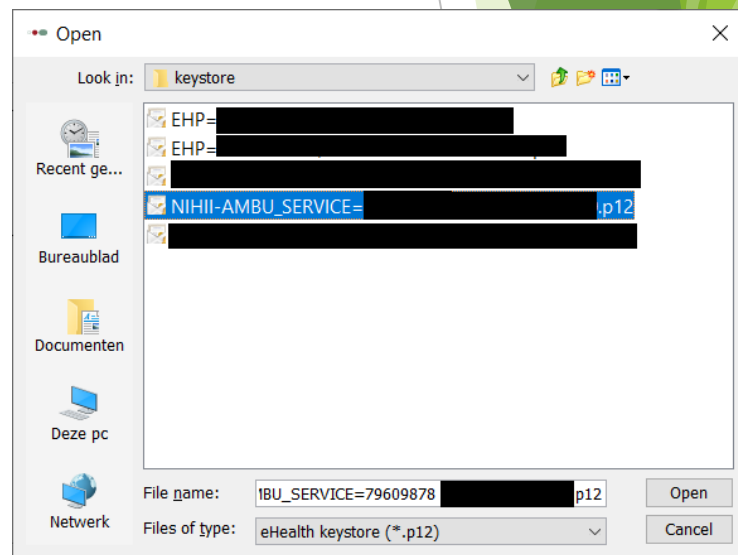 Open
Look in:
keystore
EHP=
EHP=
NIHII-AMBU_SERVICE= .p12
Recent ge...
Bureaublad
Documenten
Deze pc
Netwerk
File name:
MBU_SERVICE=79609878 p12
Open
Files of type:
eHealth keystore (*.p12)
Cancel